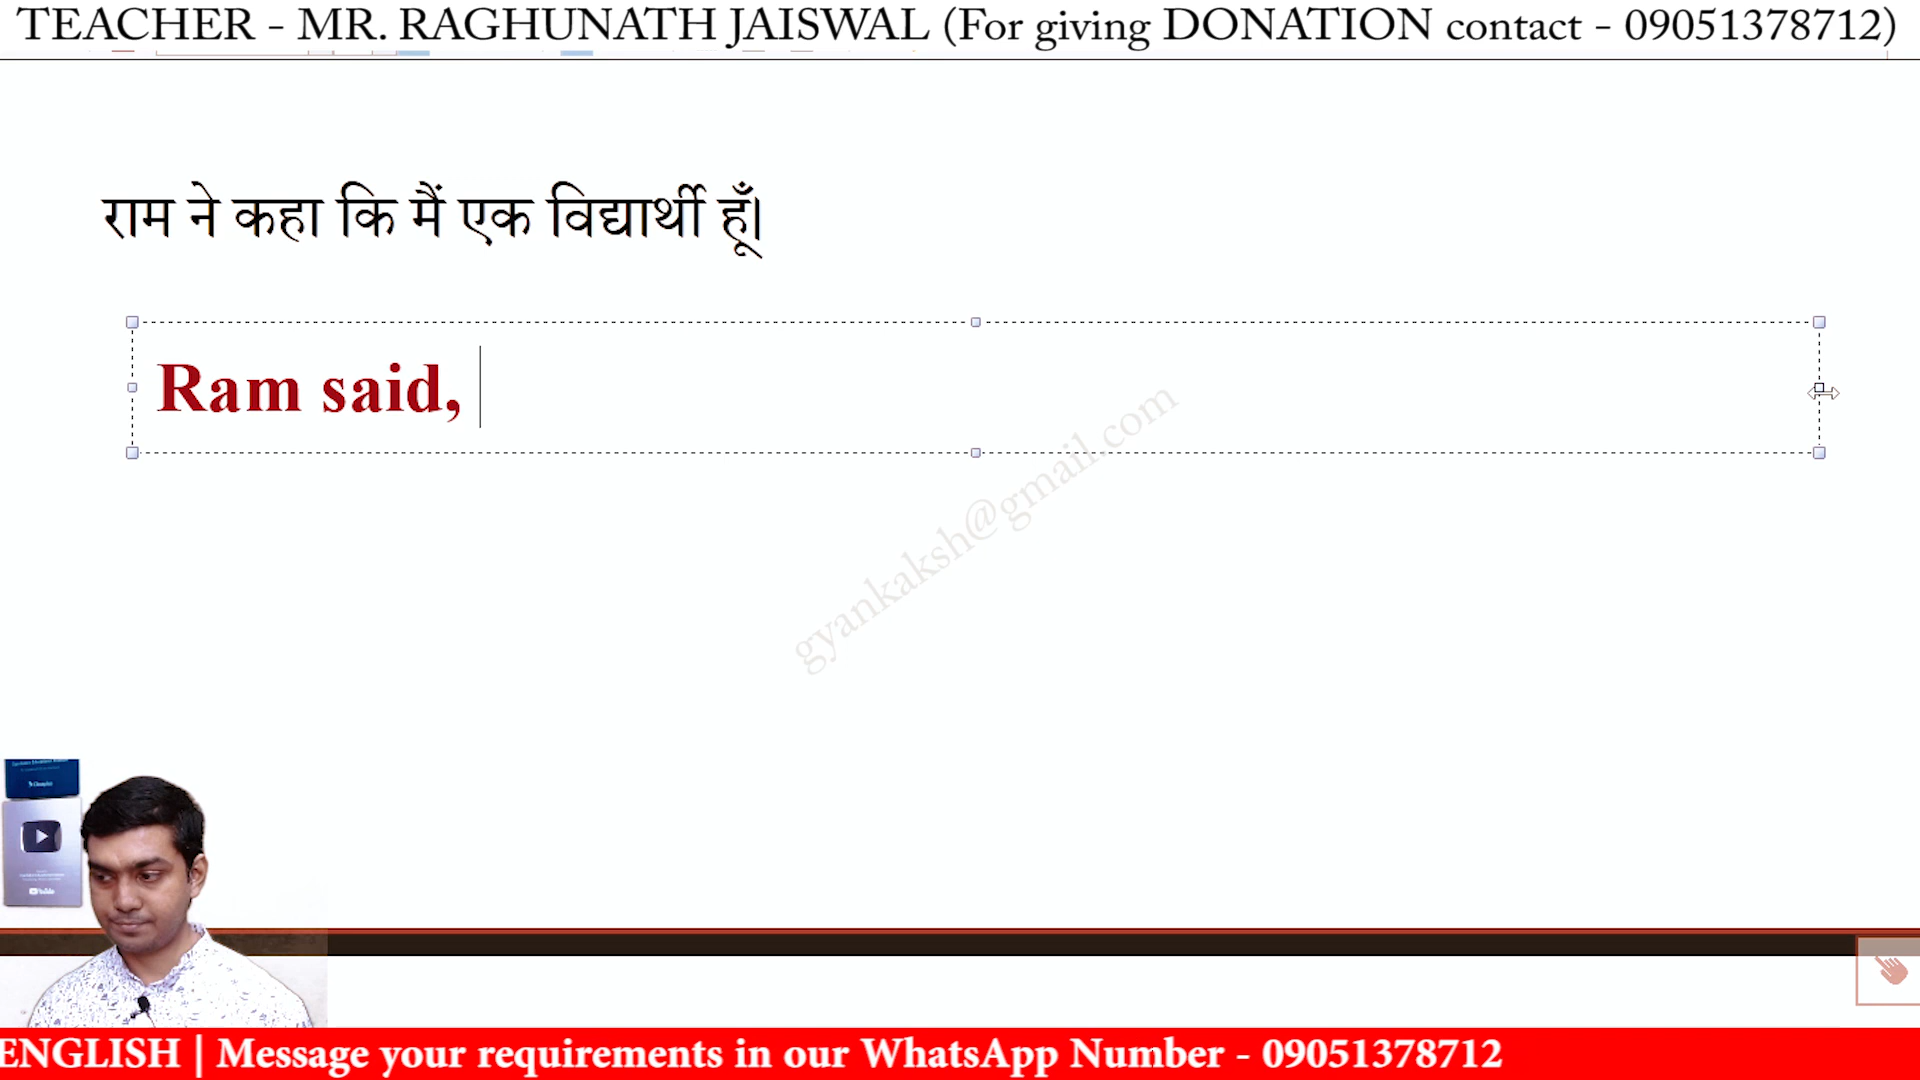 TEACHER - MR. RAGHUNATH JAISWAL (For giving DONATION contact - 09051378712)
राम ने कहा कि मैं एक विद्यार्थी हूँ।
Ram said,
gyankaksh@gmail.com
ENGLISH | Message your requirements in our WhatsApp Number - 09051378712